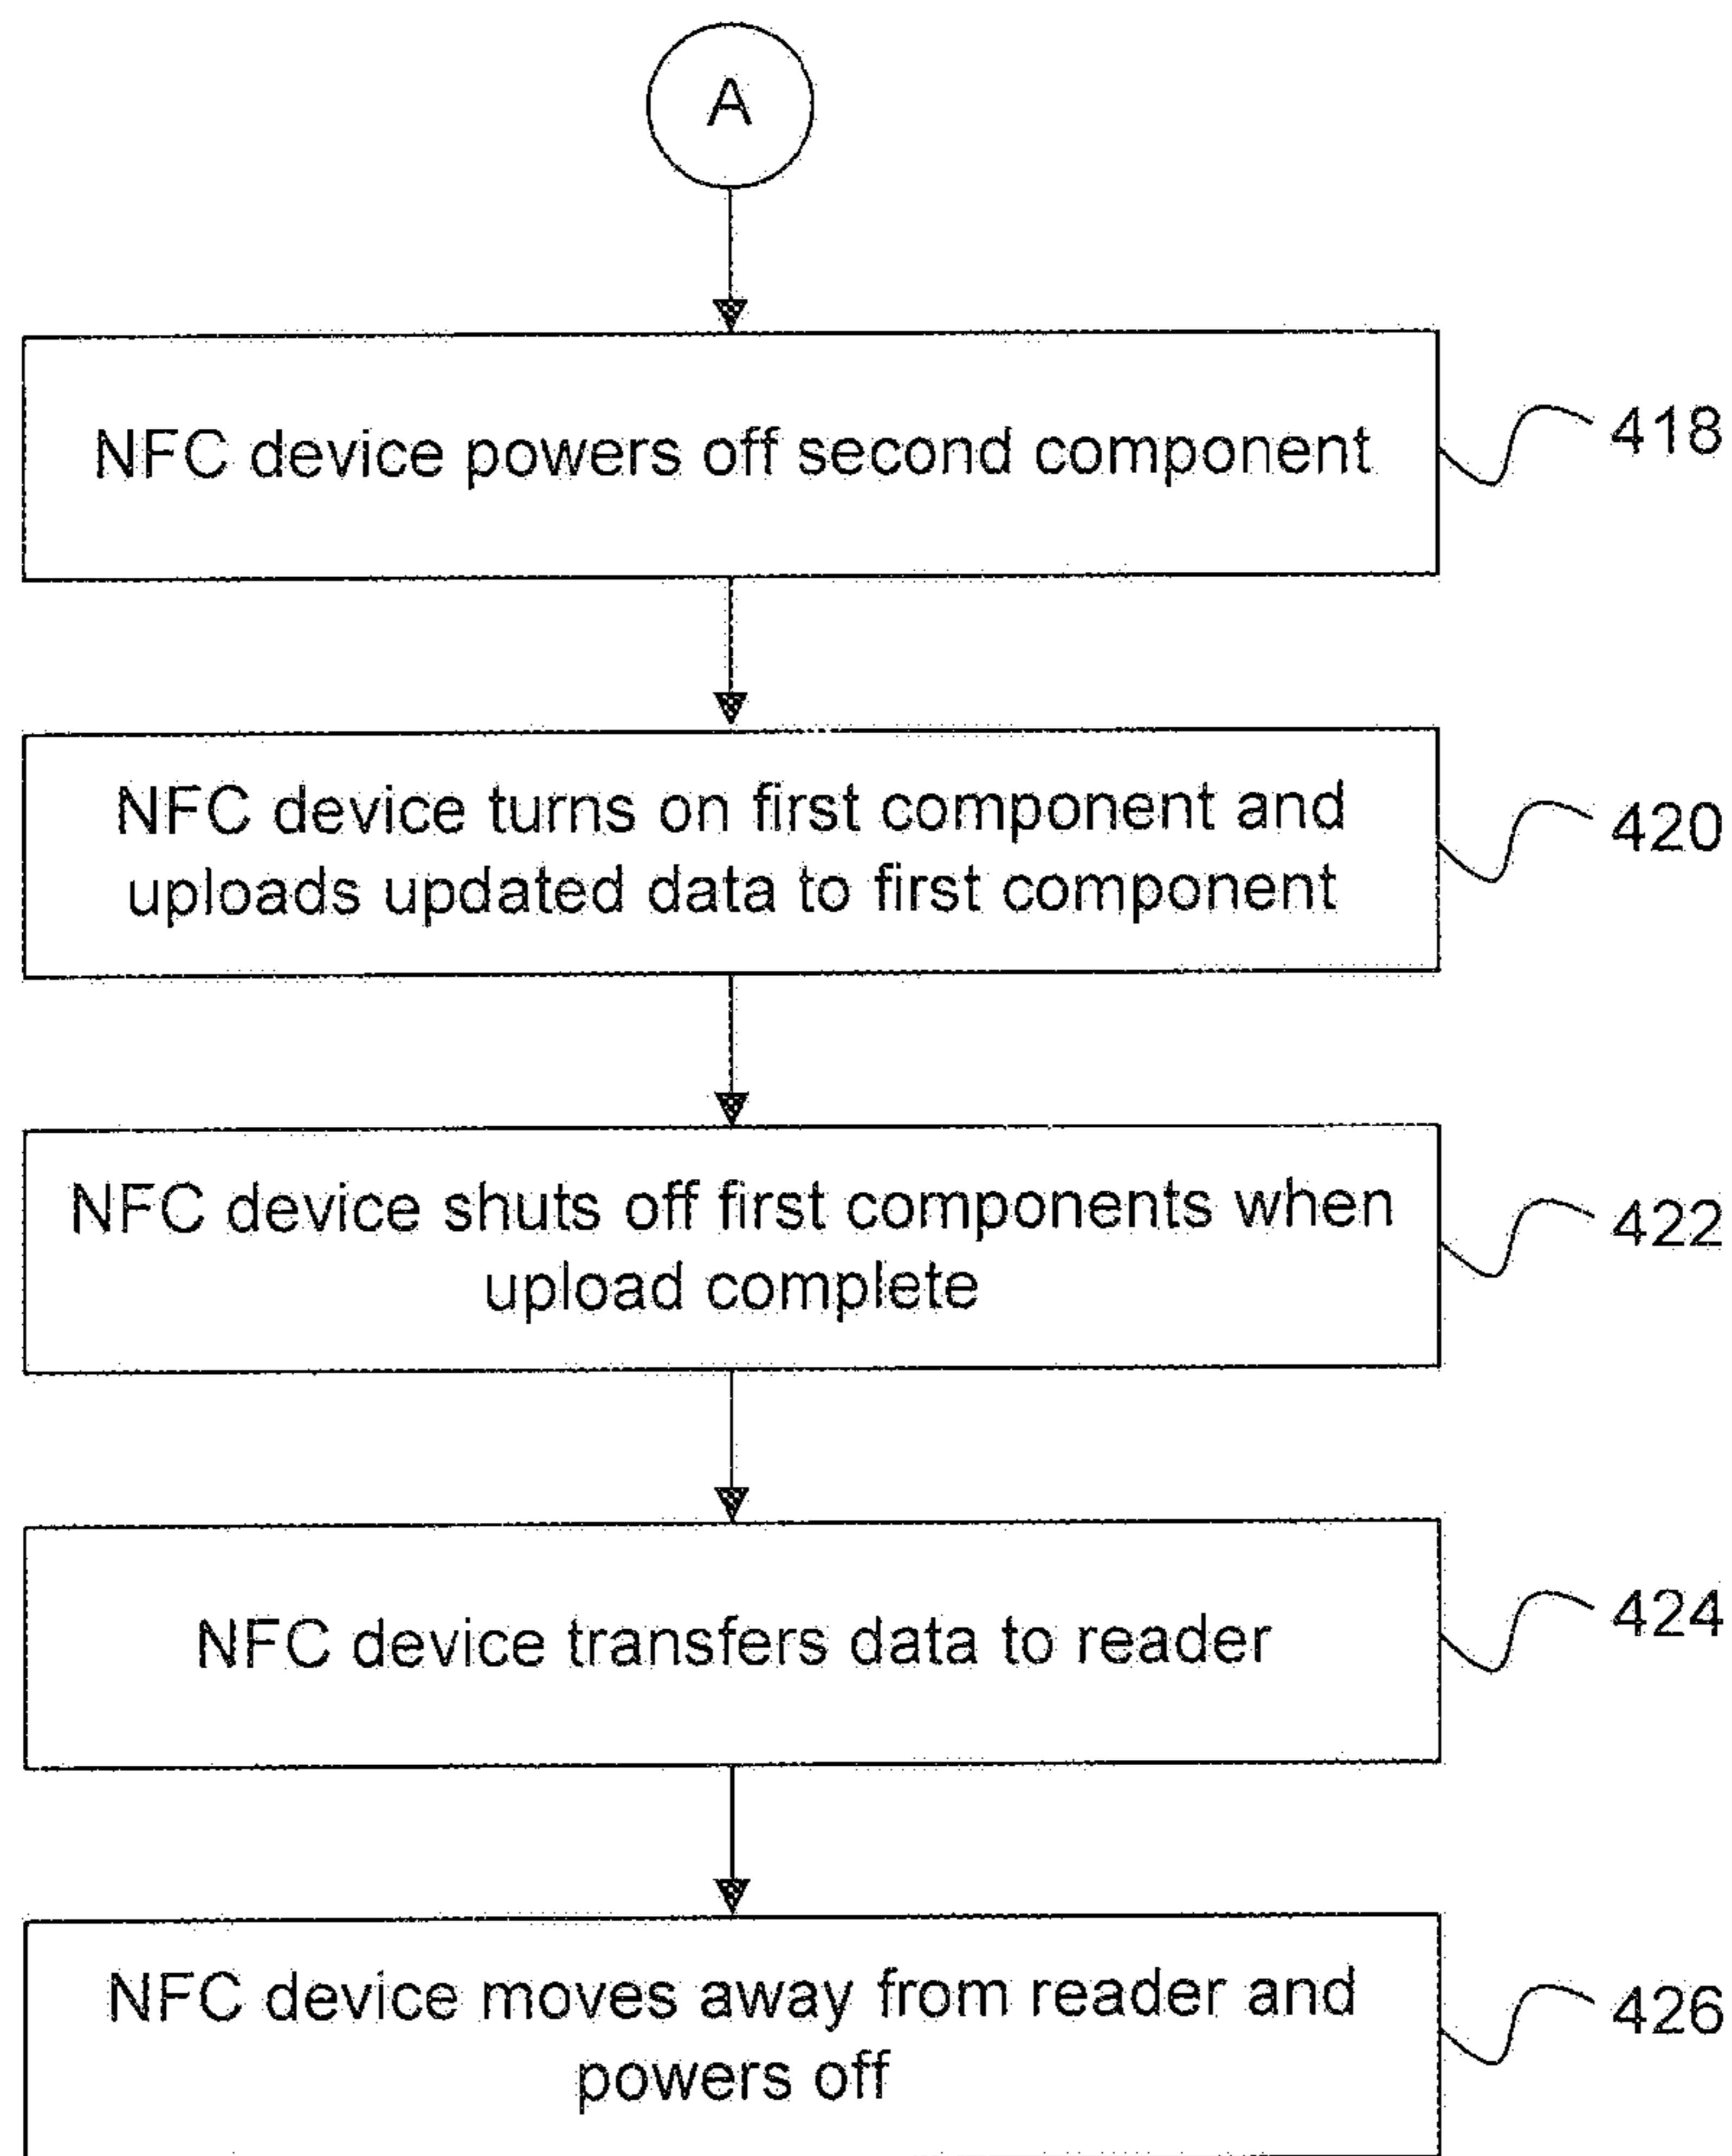 A
NFC device powers off second component
418
NFC device turns on first component and
uploads updated data to first component
420
NFC device shuts off first components when
upload complete
422
NFC device transfers data to reader
424
NFC device moves away from reader and
powers off
426